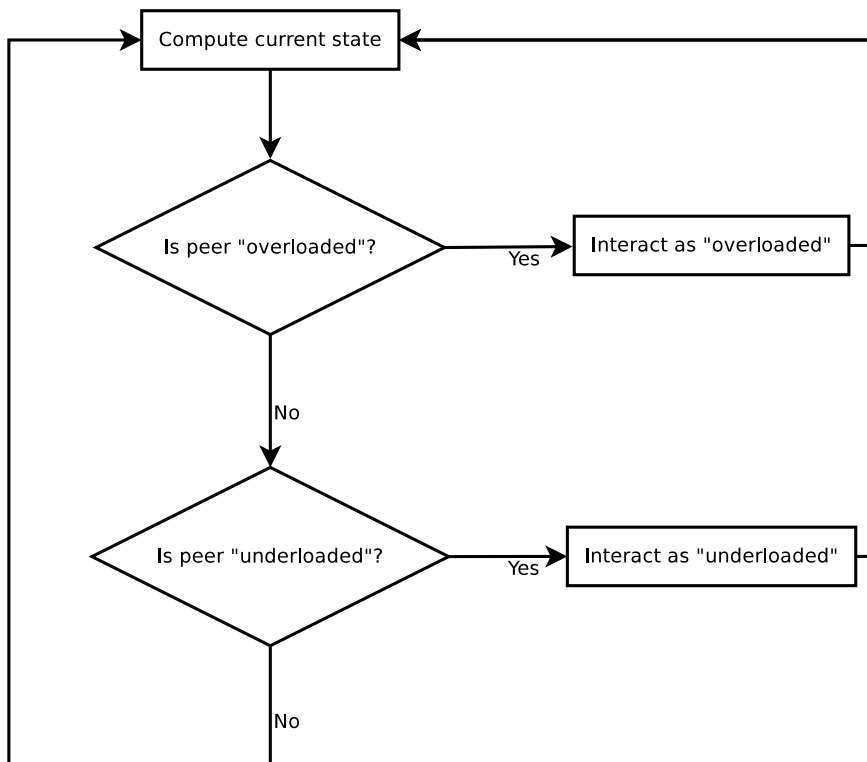 Compute current state
Is peer "overloaded"?
Yes
Interact as "overloaded"
No
Is peer "underloaded"?
Yes
Interact as "underloaded"
No